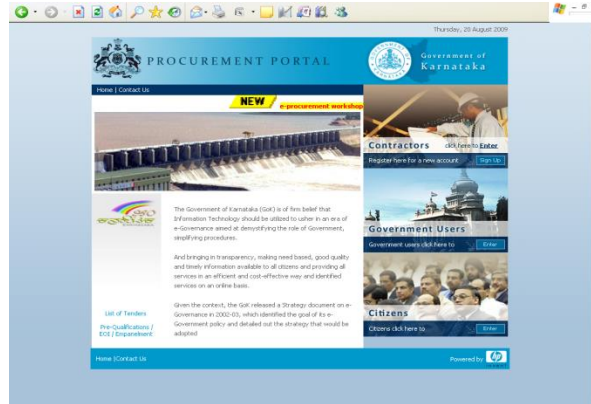 Thursday, 20 August 2009
PROCUREMENT PORTAL
Government of
Karnataka
Home | Contact Us
NEW
e-procurement workshop
Contractors click here to Enter
Register here for a new account Sign Up
The Government of Karnataka (GoK) is of firm belief that
Information Technology should be utilized to usher in an era of
e-Governance aimed at demystifying the role of Government,
simplifying procedures.
And bringing in transparency, making need based, good quality
and timely information available to all citizens and providing all
services in an efficient and cost-effective way and identified
services on an online basis.
Given the context, the GoK released a Strategy document on e-
Governance in 2002-03, which identified the goal of its e-
Government policy and detailed out the strategy that would be
adopted
Government Users
Government users click here to Enter
Citizens
Citizens click here to Enter
List of Tenders
Pre-Qualifications /
EOI / Empanelment
Home |Contact Us
Powered by hp